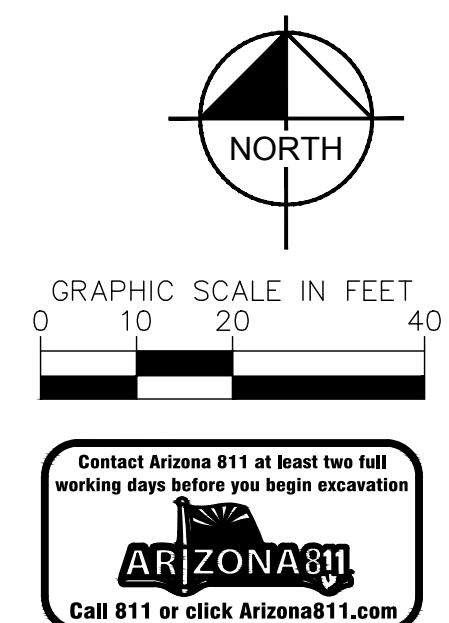 NORTH
GRAPHIC SCALE IN FEET
0 10 20 40
Contact Arizona 811 at least two full
working days before you begin excavation
ARIZONA811
Call 811 or click Arizona811.com